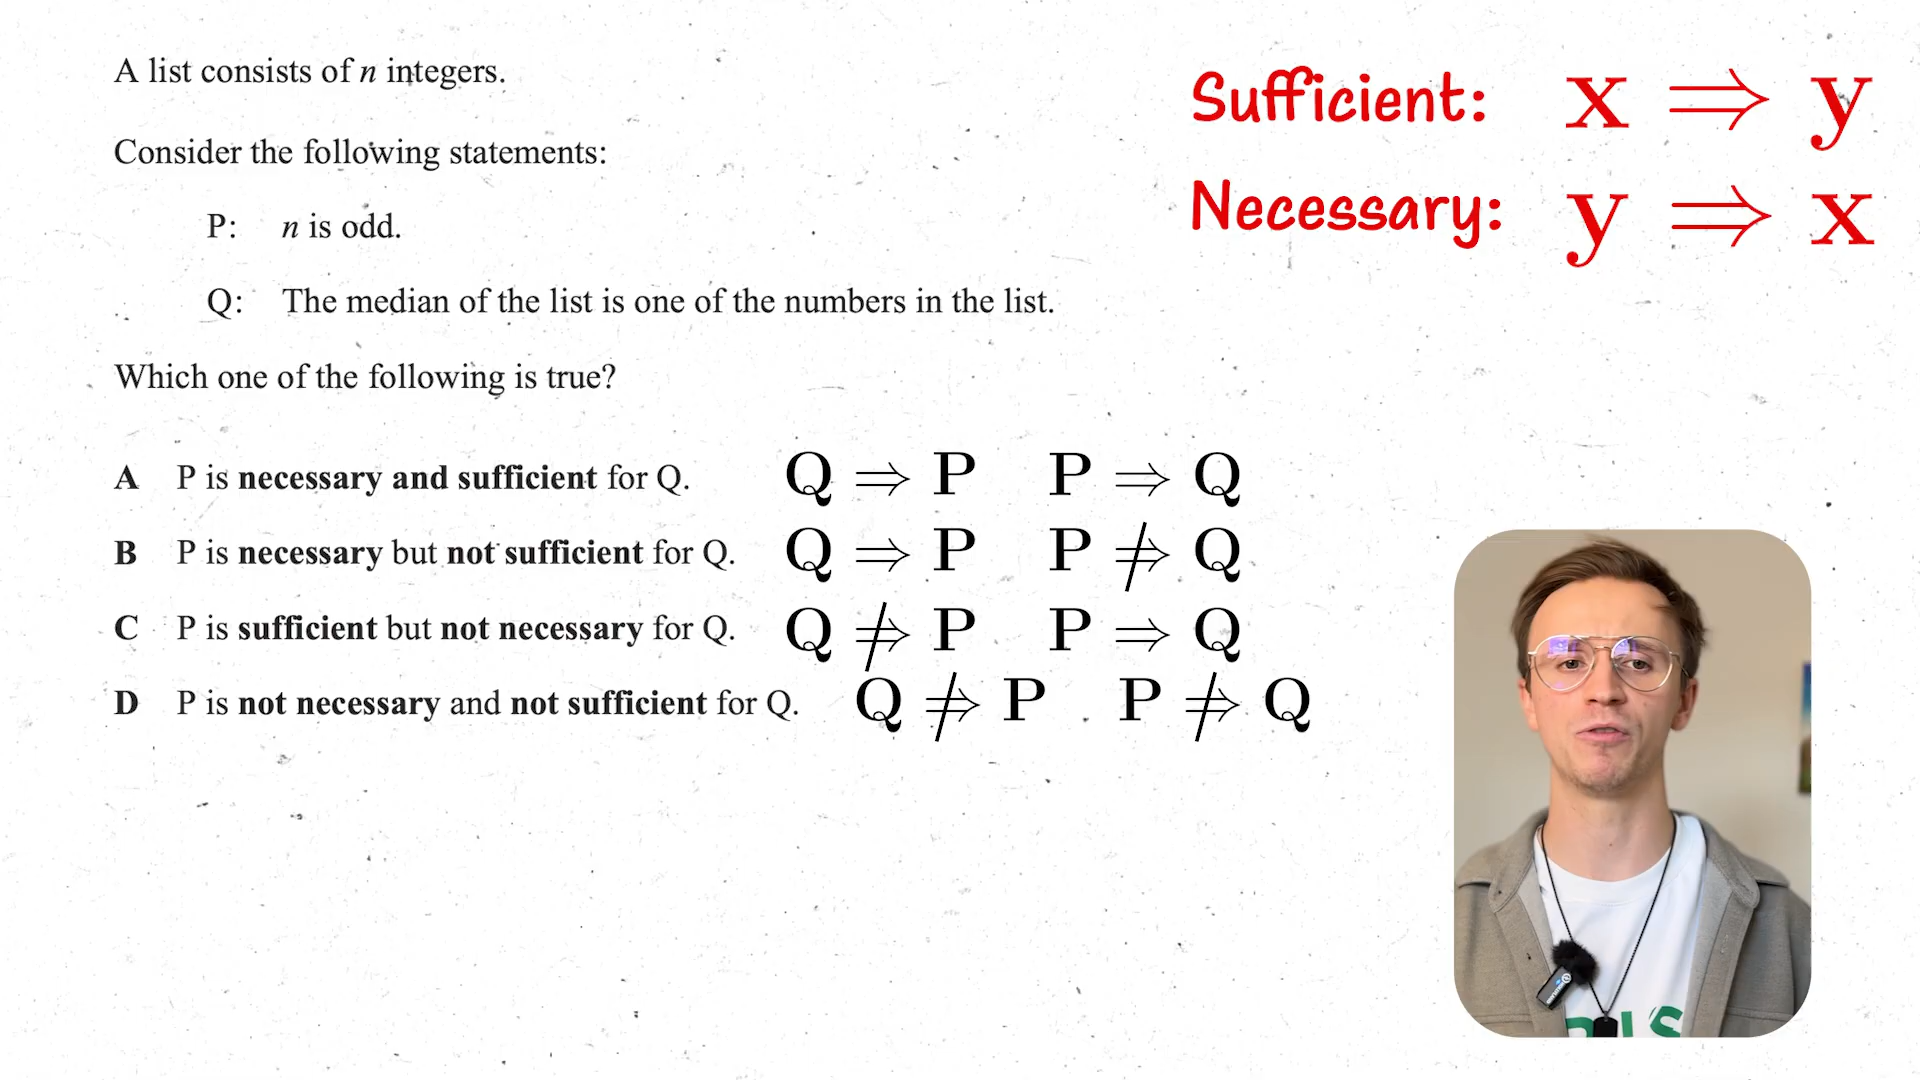 A list consists of n integers.
Sufficient: x ⇒ y
Consider the following statements:
Necessary: y ⇒ x
P: n is odd.
Q: The median of the list is one of the numbers in the list.
Which one of the following is true?
A P is necessary and sufficient for Q. Q ⇒ P P ⇒ Q
B P is necessary but not sufficient for Q. Q ⇒ P P ⇏ Q
C P is sufficient but not necessary for Q. Q ⇏ P P ⇒ Q
D P is not necessary and not sufficient for Q. Q ⇏ P P ⇏ Q